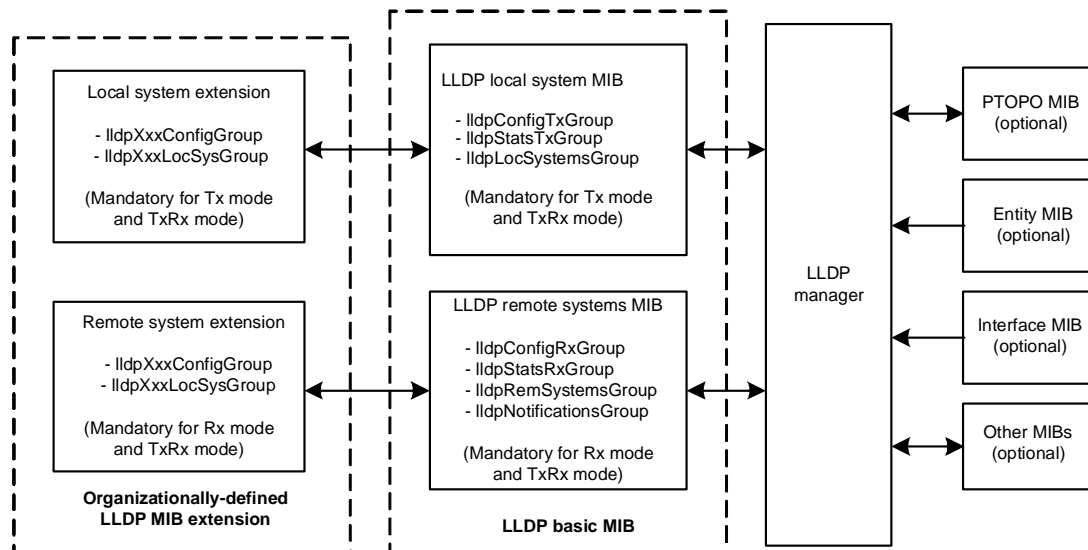 Local system extension
- lldpXxxConfigGroup
- lldpXxxLocSysGroup
(Mandatory for Tx mode
and TxRx mode)
Remote system extension
- lldpXxxConfigGroup
- lldpXxxLocSysGroup
(Mandatory for Rx mode
and TxRx mode)
Organizationally-defined
LLDP MIB extension
LLDP local system MIB
- lldpConfigTxGroup
- lldpStatsTxGroup
- lldpLocSystemsGroup
(Mandatory for Tx mode
and TxRx mode)
LLDP remote systems MIB
- lldpConfigRxGroup
- lldpStatsRxGroup
- lldpRemSystemsGroup
- lldpNotificationsGroup
(Mandatory for Rx mode
and TxRx mode)
LLDP basic MIB
LLDP
manager
PTOPO MIB
(optional)
Entity MIB
(optional)
Interface MIB
(optional)
Other MIBs
(optional)